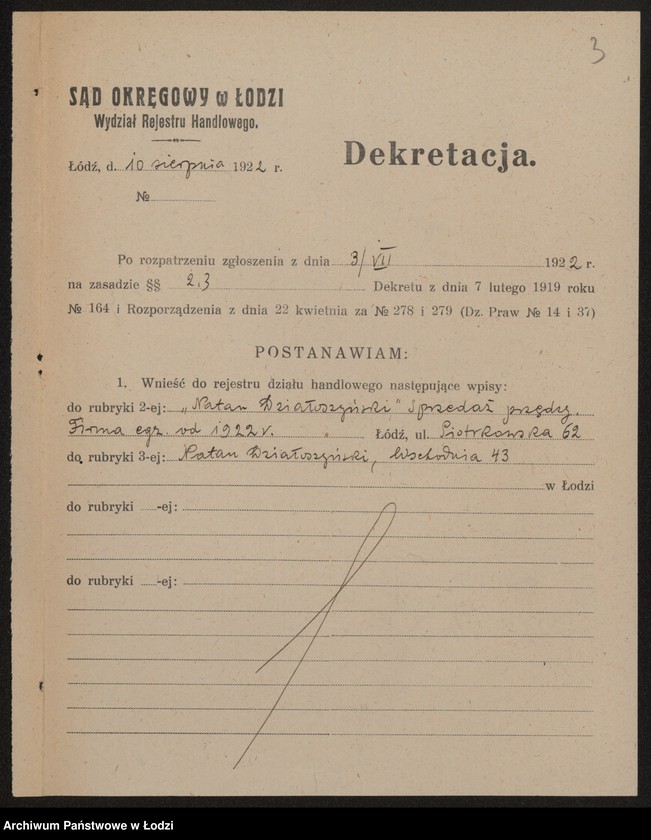 3
SĄD OKRĘGOWY w ŁODZI
Wydział Rejestru Handlowego.
Dekretacja.
Łódź, d. 10 sierpnia 1922 r.
№
Po rozpatrzeniu zgłoszenia z dnia 3/VII 1922 r.
na zasadzie §§ 2.3 Dekretu z dnia 7 lutego 1919 roku
№ 164 i Rozporządzenia z dnia 22 kwietnia za № 278 i 279 (Dz. Praw № 14 i 37)
POSTANAWIAM:
1. Wnieść do rejestru działu handlowego następujące wpisy:
do rubryki 2-ej: „Natan Działoszyński" Sprzedaż przędzy.
Firma egz. od 1922 r. Łódź, ul. Piotrkowska 62
do rubryki 3-ej: Natan Działoszyński, Wschodnia 43
w Łodzi
do rubryki -ej:
do rubryki -ej:
Archiwum Państwowe w Łodzi